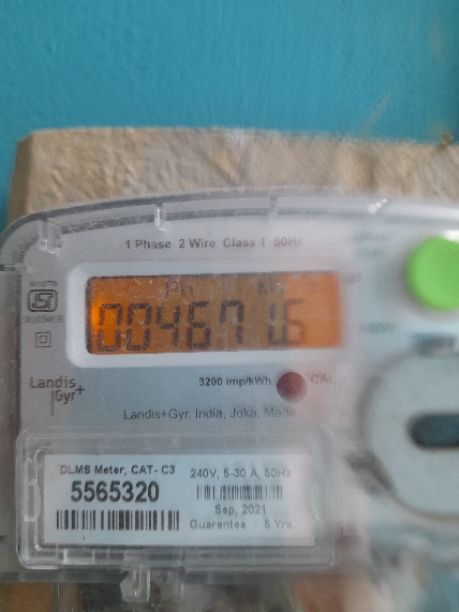 1 Phase 2 Wire Class 1 50Hz
004671.6
3200 imp/kWh CAL
Landis
Gyr+
Landis+Gyr, India, Joka, Made
DLMS Meter, CAT- C3
5565320
240V, 5-30 A, 50Hz
Sep, 2021
Guarantee : 5 Yrs